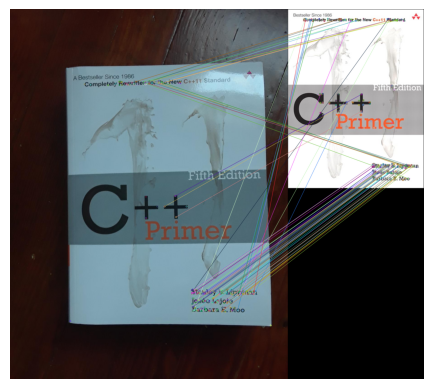 A Bestseller Since 1986
Completely Rewritten for the New C++11 Standard
Fifth Edition
C++
Primer
Stanley B. Lippman
Josée Lajoie
Barbara E. Moo
A Bestseller Since 1986
Completely Rewritten for the New C++11 Standard
Fifth Edition
C++
Primer
Stanley B. Lippman
Josée Lajoie
Barbara E. Moo